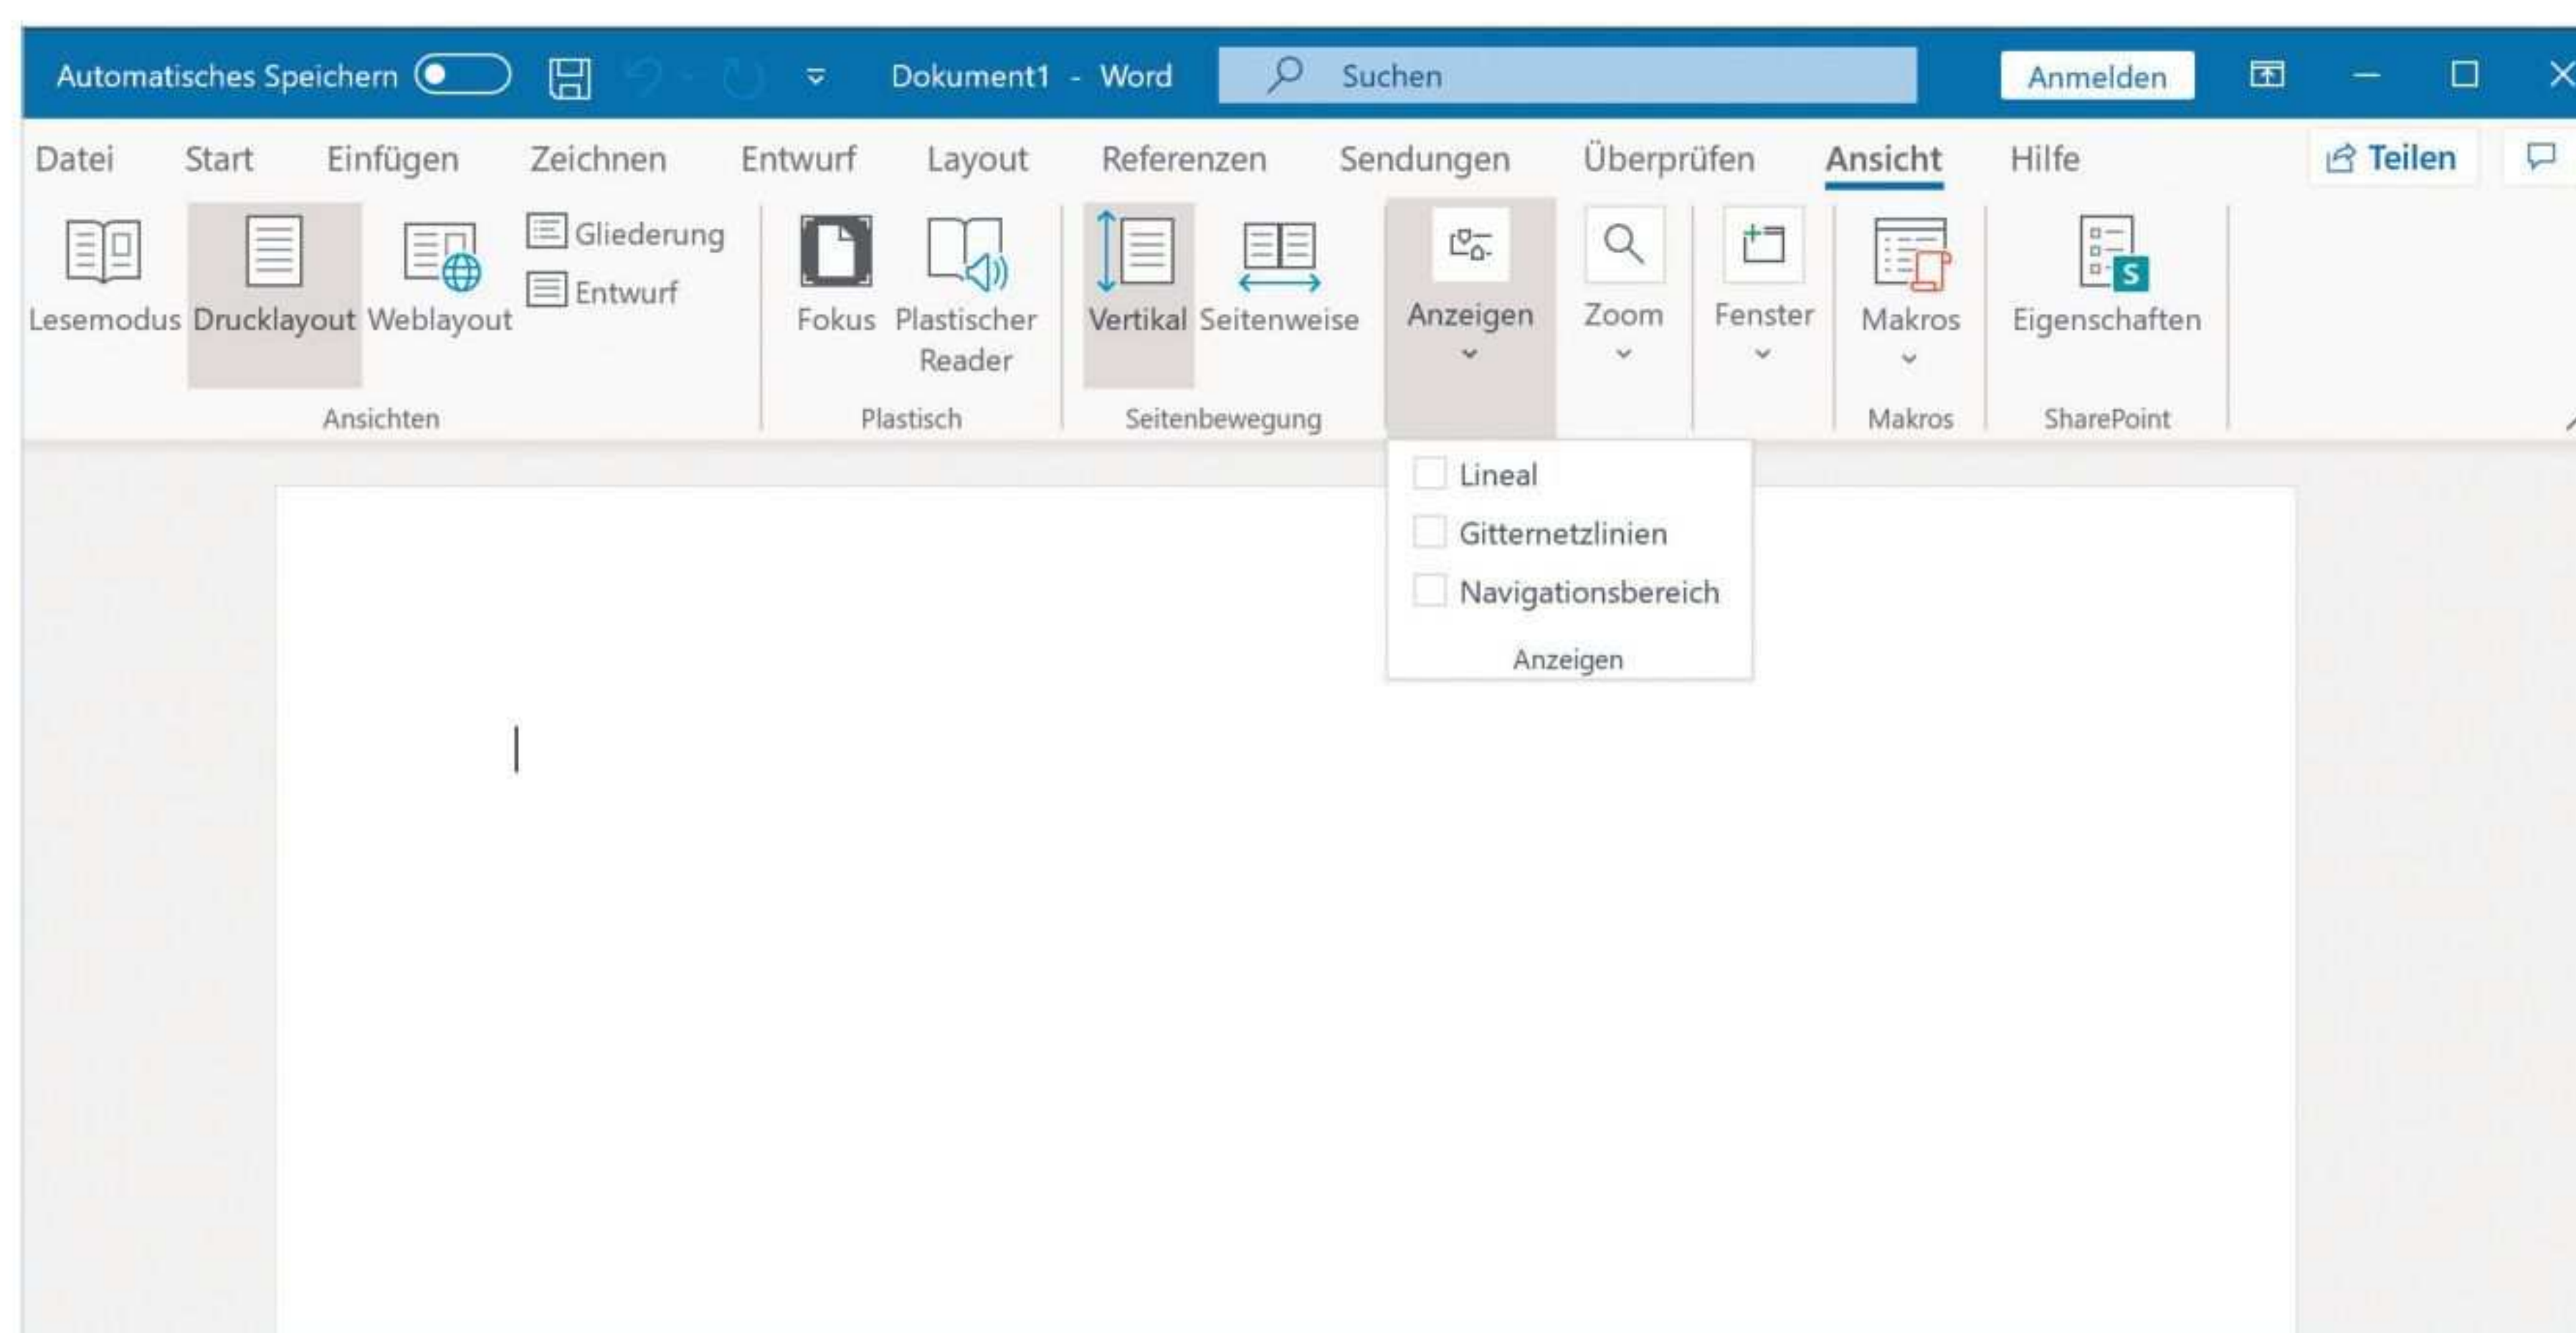 Automatisches Speichern Dokument1 - Word Suchen Anmelden
Datei Start Einfügen Zeichnen Entwurf Layout Referenzen Sendungen Überprüfen Ansicht Hilfe Teilen
Lesemodus Drucklayout Weblayout
Gliederung
Entwurf
Ansichten
Fokus Plastischer
Reader
Plastisch
Vertikal Seitenweise
Seitenbewegung
Anzeigen
Zoom
Fenster
Makros
Makros
S
Eigenschaften
SharePoint
Lineal
Gitternetzlinien
Navigationsbereich
Anzeigen